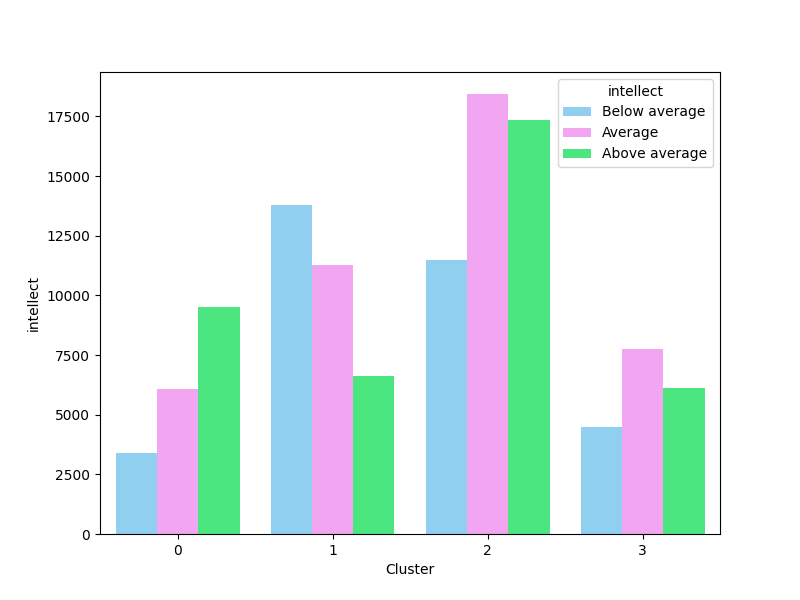 intellect
Below average
Average
Above average
17500
15000
12500
10000
7500
5000
2500
0
intellect
0 1 2 3
Cluster